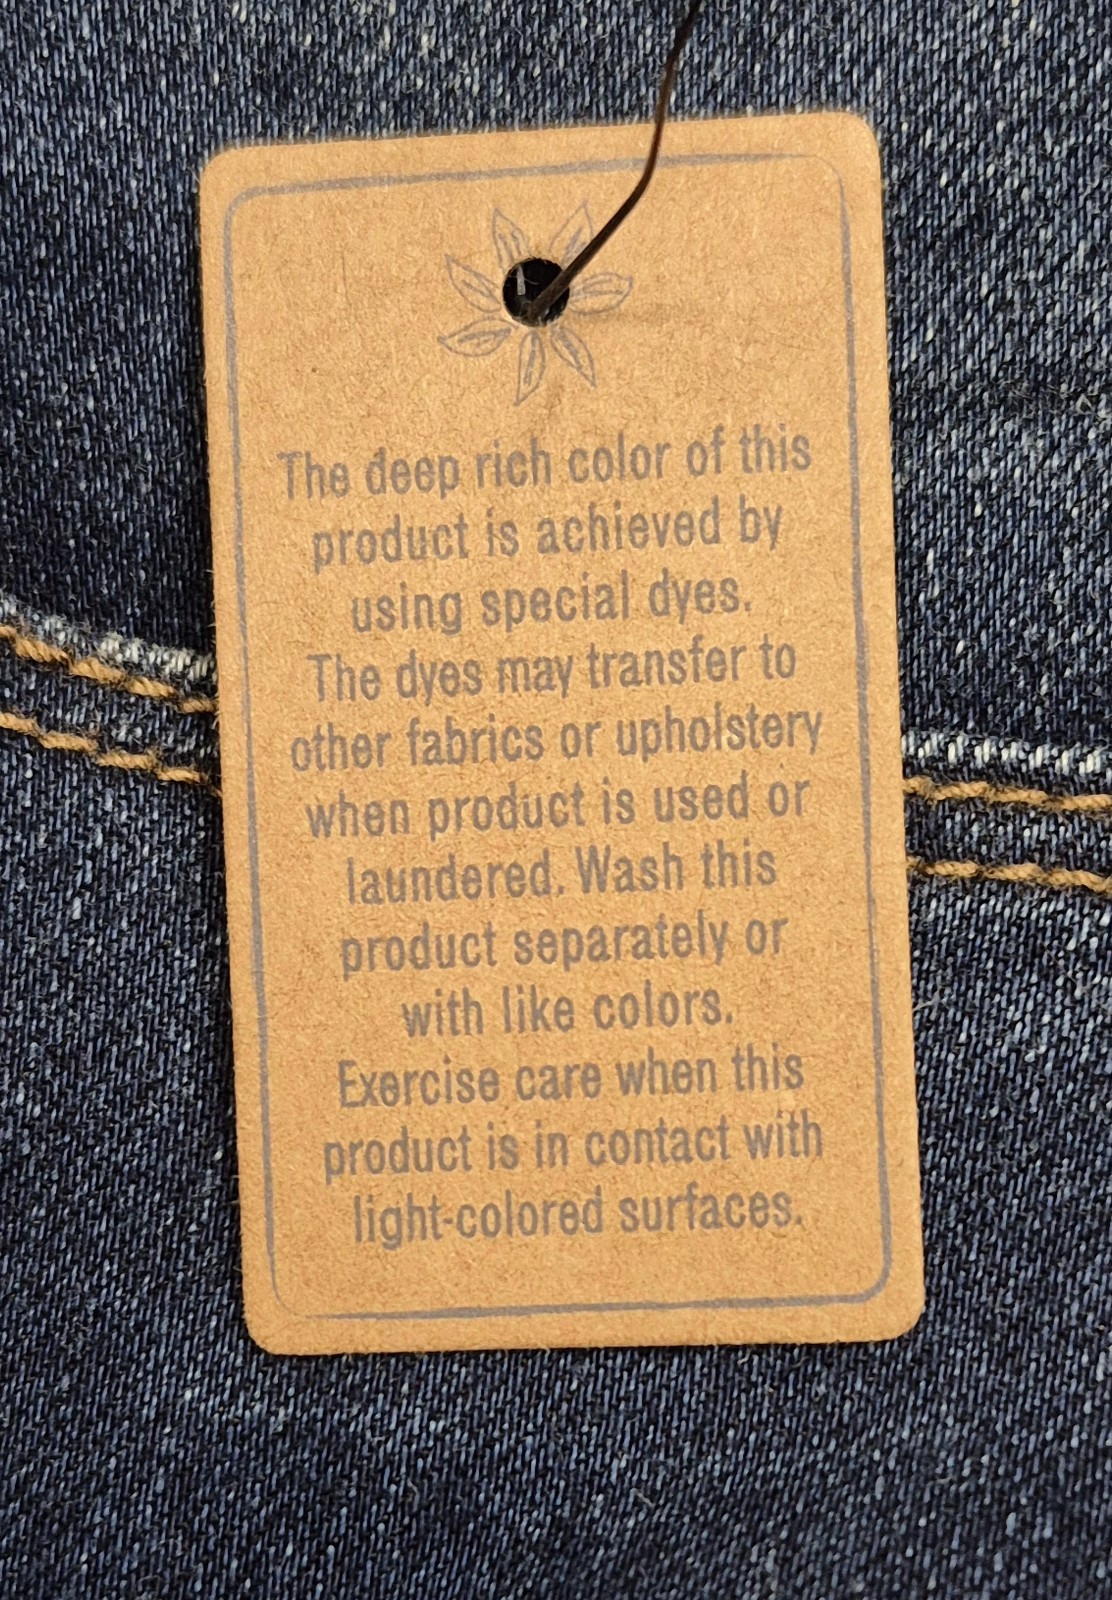 The deep rich color of this
product is achieved by
using special dyes.
The dyes may transfer to
other fabrics or upholstery
when product is used or
laundered. Wash this
product separately or
with like colors.
Exercise care when this
product is in contact with
light-colored surfaces.